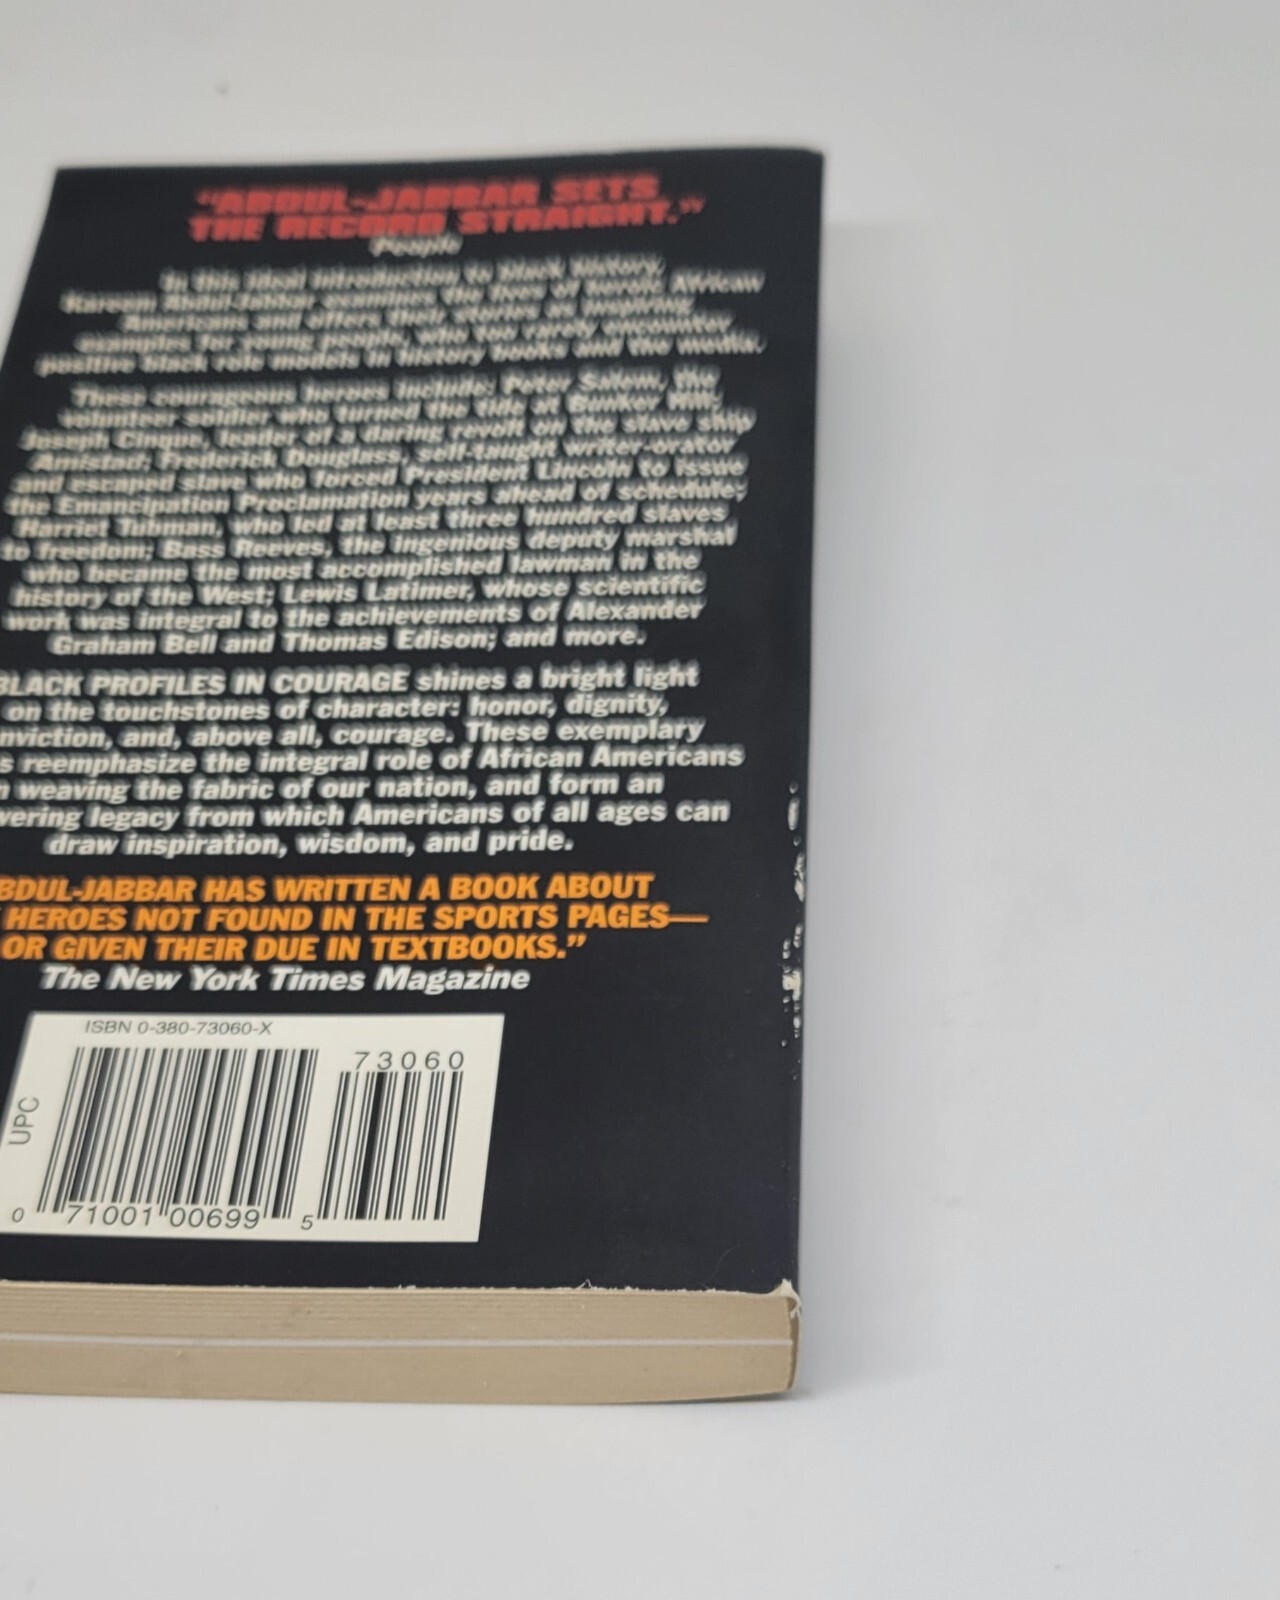 "ABDUL-JABBAR SETS
THE RECORD STRAIGHT."
People
In this ideal introduction to black history,
Kareem Abdul-Jabbar examines the lives of heroic African
Americans and offers their stories as inspiring
examples for young people, who too rarely encounter
positive black role models in history books and the media.
These courageous heroes include: Peter Salem, the
volunteer soldier who turned the tide at Bunker Hill;
Joseph Cinque, leader of a daring revolt on the slave ship
Amistad; Frederick Douglass, self-taught writer-orator
and escaped slave who forced President Lincoln to issue
the Emancipation Proclamation years ahead of schedule;
Harriet Tubman, who led at least three hundred slaves
to freedom; Bass Reeves, the ingenious deputy marshal
who became the most accomplished lawman in the
history of the West; Lewis Latimer, whose scientific
work was integral to the achievements of Alexander
Graham Bell and Thomas Edison; and more.
BLACK PROFILES IN COURAGE shines a bright light
on the touchstones of character: honor, dignity,
nviction, and, above all, courage. These exemplary
s reemphasize the integral role of African Americans
n weaving the fabric of our nation, and form an
vering legacy from which Americans of all ages can
draw inspiration, wisdom, and pride.
BDUL-JABBAR HAS WRITTEN A BOOK ABOUT
HEROES NOT FOUND IN THE SPORTS PAGES—
OR GIVEN THEIR DUE IN TEXTBOOKS."
The New York Times Magazine
ISBN 0-380-73060-X
73060
UPC
0 71001 00699 5